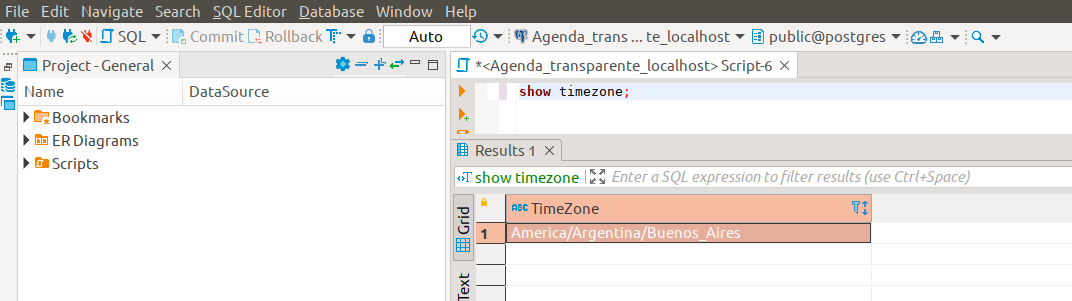 File Edit Navigate Search SQL Editor Database Window Help
SQL Commit Rollback Auto Agenda_trans ... te_localhost public@postgres
Project - General
*<Agenda_transparente_localhost> Script-6
Name DataSource
show timezone;
Bookmarks
ER Diagrams
Scripts
Results 1
show timezone Enter a SQL expression to filter results (use Ctrl+Space)
Grid
ABC TimeZone
1 America/Argentina/Buenos_Aires
Text